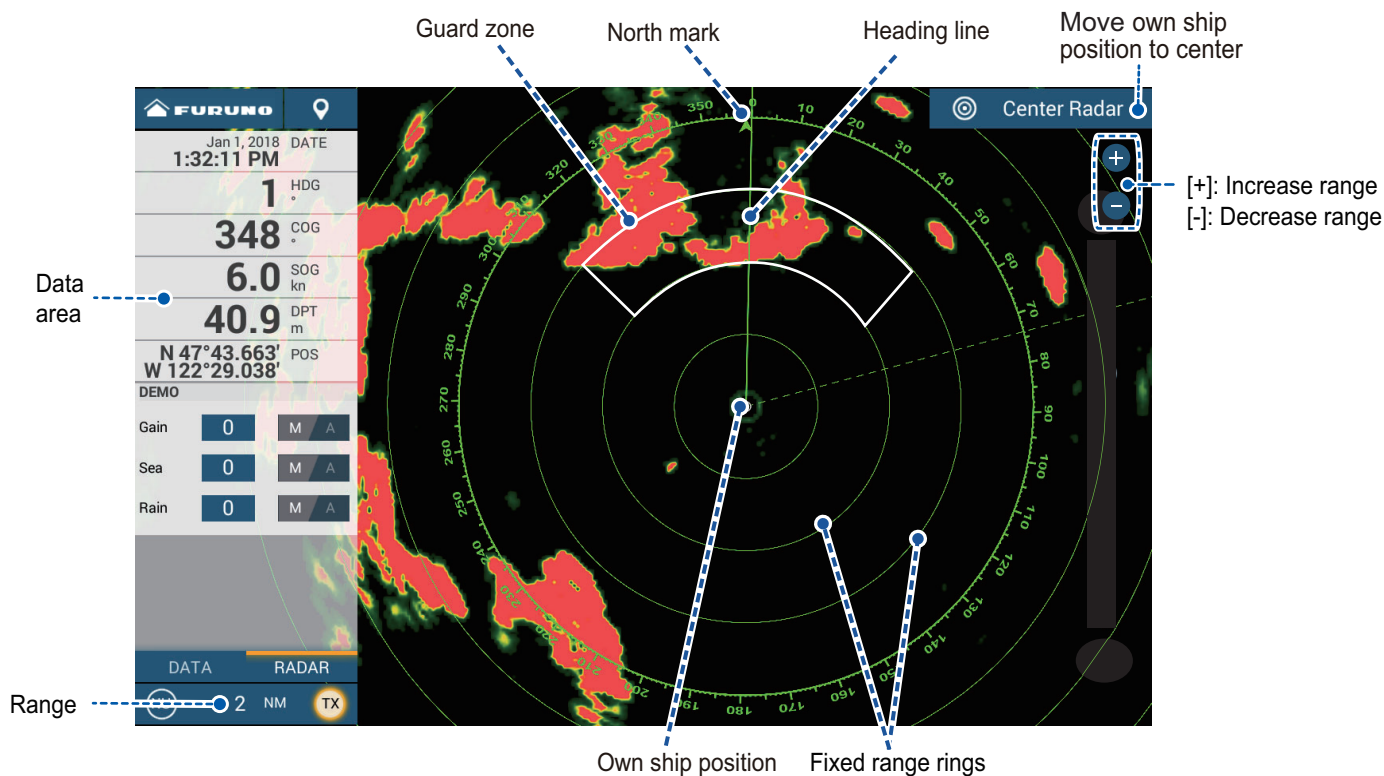 Guard zone
North mark
Heading line
Move own ship
position to center
FURUNO
Center Radar
Jan 1, 2018 DATE
1:32:11 PM
1 HDG °
348 COG °
6.0 SOG kn
40.9 DPT m
N 47°43.663' POS
W 122°29.038'
DEMO
Gain 0 M A
Sea 0 M A
Rain 0 M A
DATA RADAR
2 NM TX
Data
area
Range
[+]: Increase range
[-]: Decrease range
+
−
350 0 10 20 30 40 50 60 70 80 90 100 110 120 130 140 150 160 170 180 190 200 210 220 230 240 250 260 270 280 290 300 320
Own ship position
Fixed range rings